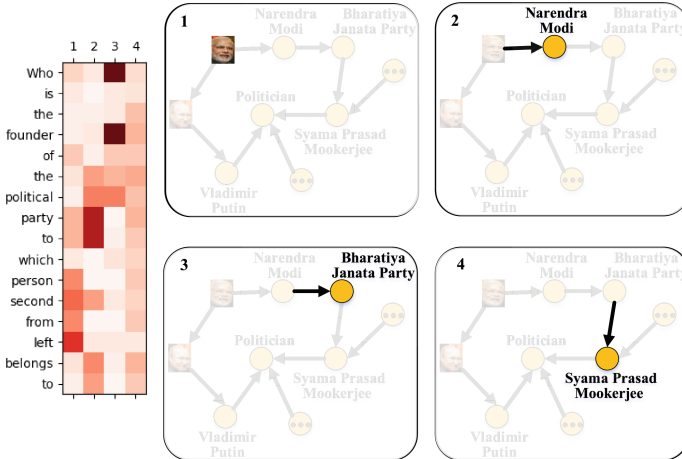 1 2 3 4
Who
is
the
founder
of
the
political
party
to
which
person
second
from
left
belongs
to
1
Narendra
Modi
Bharatiya
Janata Party
Politician
Syama Prasad
Mookerjee
Vladimir
Putin
2
Narendra
Modi
Bharatiya
Janata Party
Politician
Syama Prasad
Mookerjee
Vladimir
Putin
3
Narendra
Modi
Bharatiya
Janata Party
Politician
Syama Prasad
Mookerjee
Vladimir
Putin
4
Narendra
Modi
Bharatiya
Janata Party
Politician
Syama Prasad
Mookerjee
Vladimir
Putin